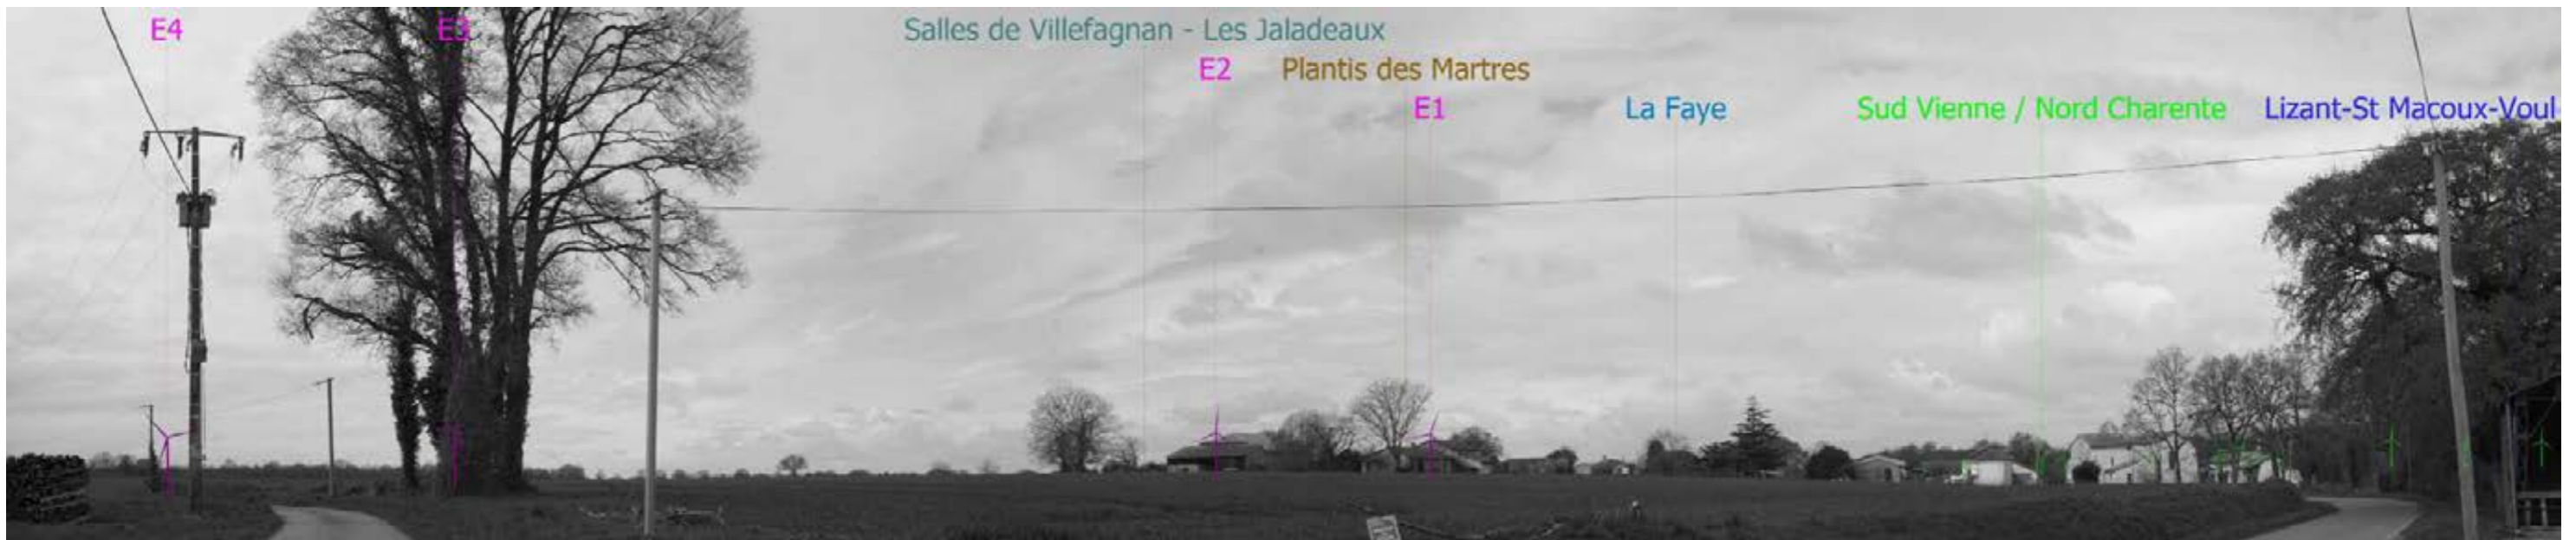 E4 E3 Salles de Villefagnan - Les Jaladeaux
E2 Plantis des Martres
E1 La Faye Sud Vienne / Nord Charente Lizant-St Macoux-Voul